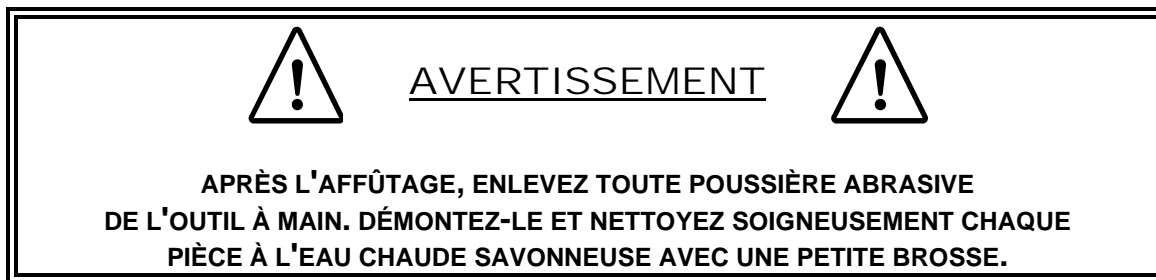 AVERTISSEMENT
APRÈS L'AFFÛTAGE, ENLEVEZ TOUTE POUSSIÈRE ABRASIVE
DE L'OUTIL À MAIN. DÉMONTEZ-LE ET NETTOYEZ SOIGNEUSEMENT CHAQUE
PIÈCE À L'EAU CHAUDE SAVONNEUSE AVEC UNE PETITE BROSSE.